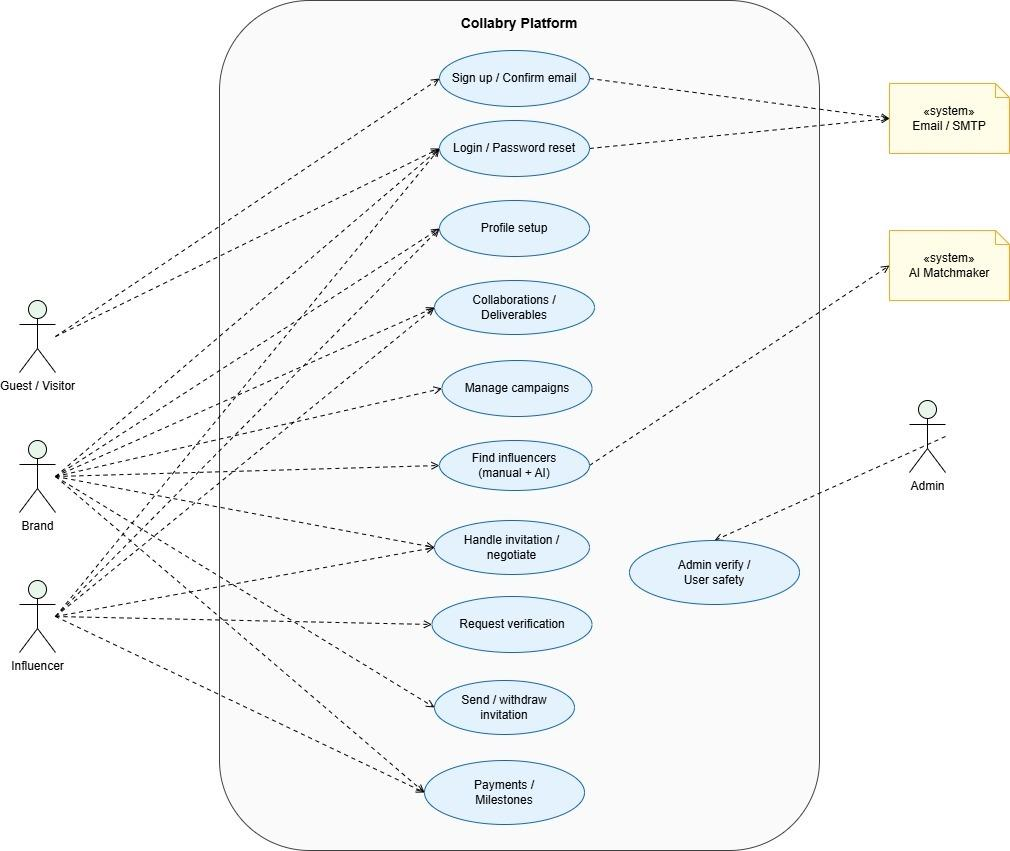 Collabry Platform
Sign up / Confirm email
Login / Password reset
Profile setup
Collaborations /
Deliverables
Manage campaigns
Find influencers
(manual + AI)
Handle invitation /
negotiate
Request verification
Send / withdraw
invitation
Payments /
Milestones
Admin verify /
User safety
Guest / Visitor
Brand
Influencer
«system»
Email / SMTP
«system»
AI Matchmaker
Admin